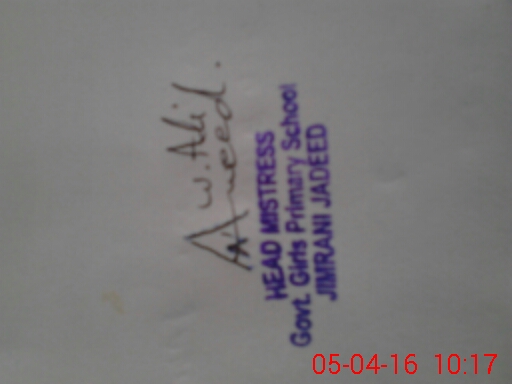 HEAD MISTRESS
Govt. Girls Primary School
JIMRANI JADEED
05-04-16 10:17